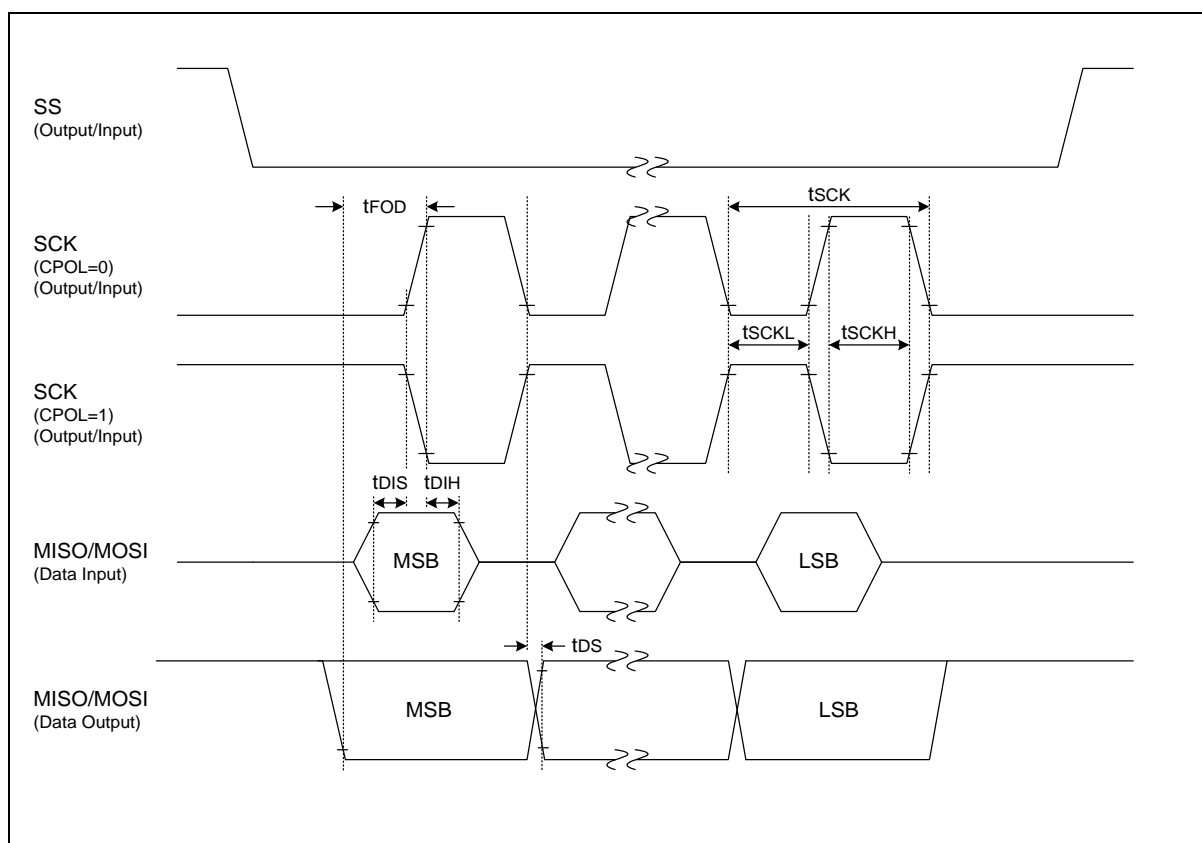 SS
(Output/Input)
tFOD
tSCK
SCK
(CPOL=0)
(Output/Input)
tSCKL
tSCKH
SCK
(CPOL=1)
(Output/Input)
tDIS
tDIH
MISO/MOSI
(Data Input)
MSB
LSB
tDS
MISO/MOSI
(Data Output)
MSB
LSB